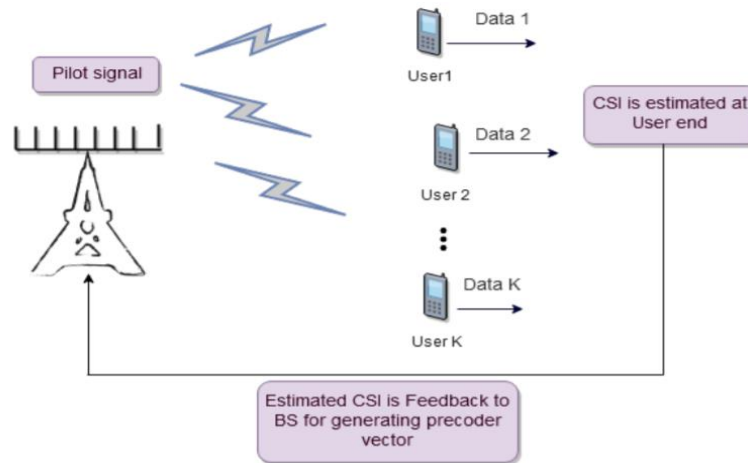 Pilot signal
Data 1
User1
CSI is estimated at
User end
Data 2
User 2
Data K
User K
Estimated CSI is Feedback to
BS for generating precoder
vector